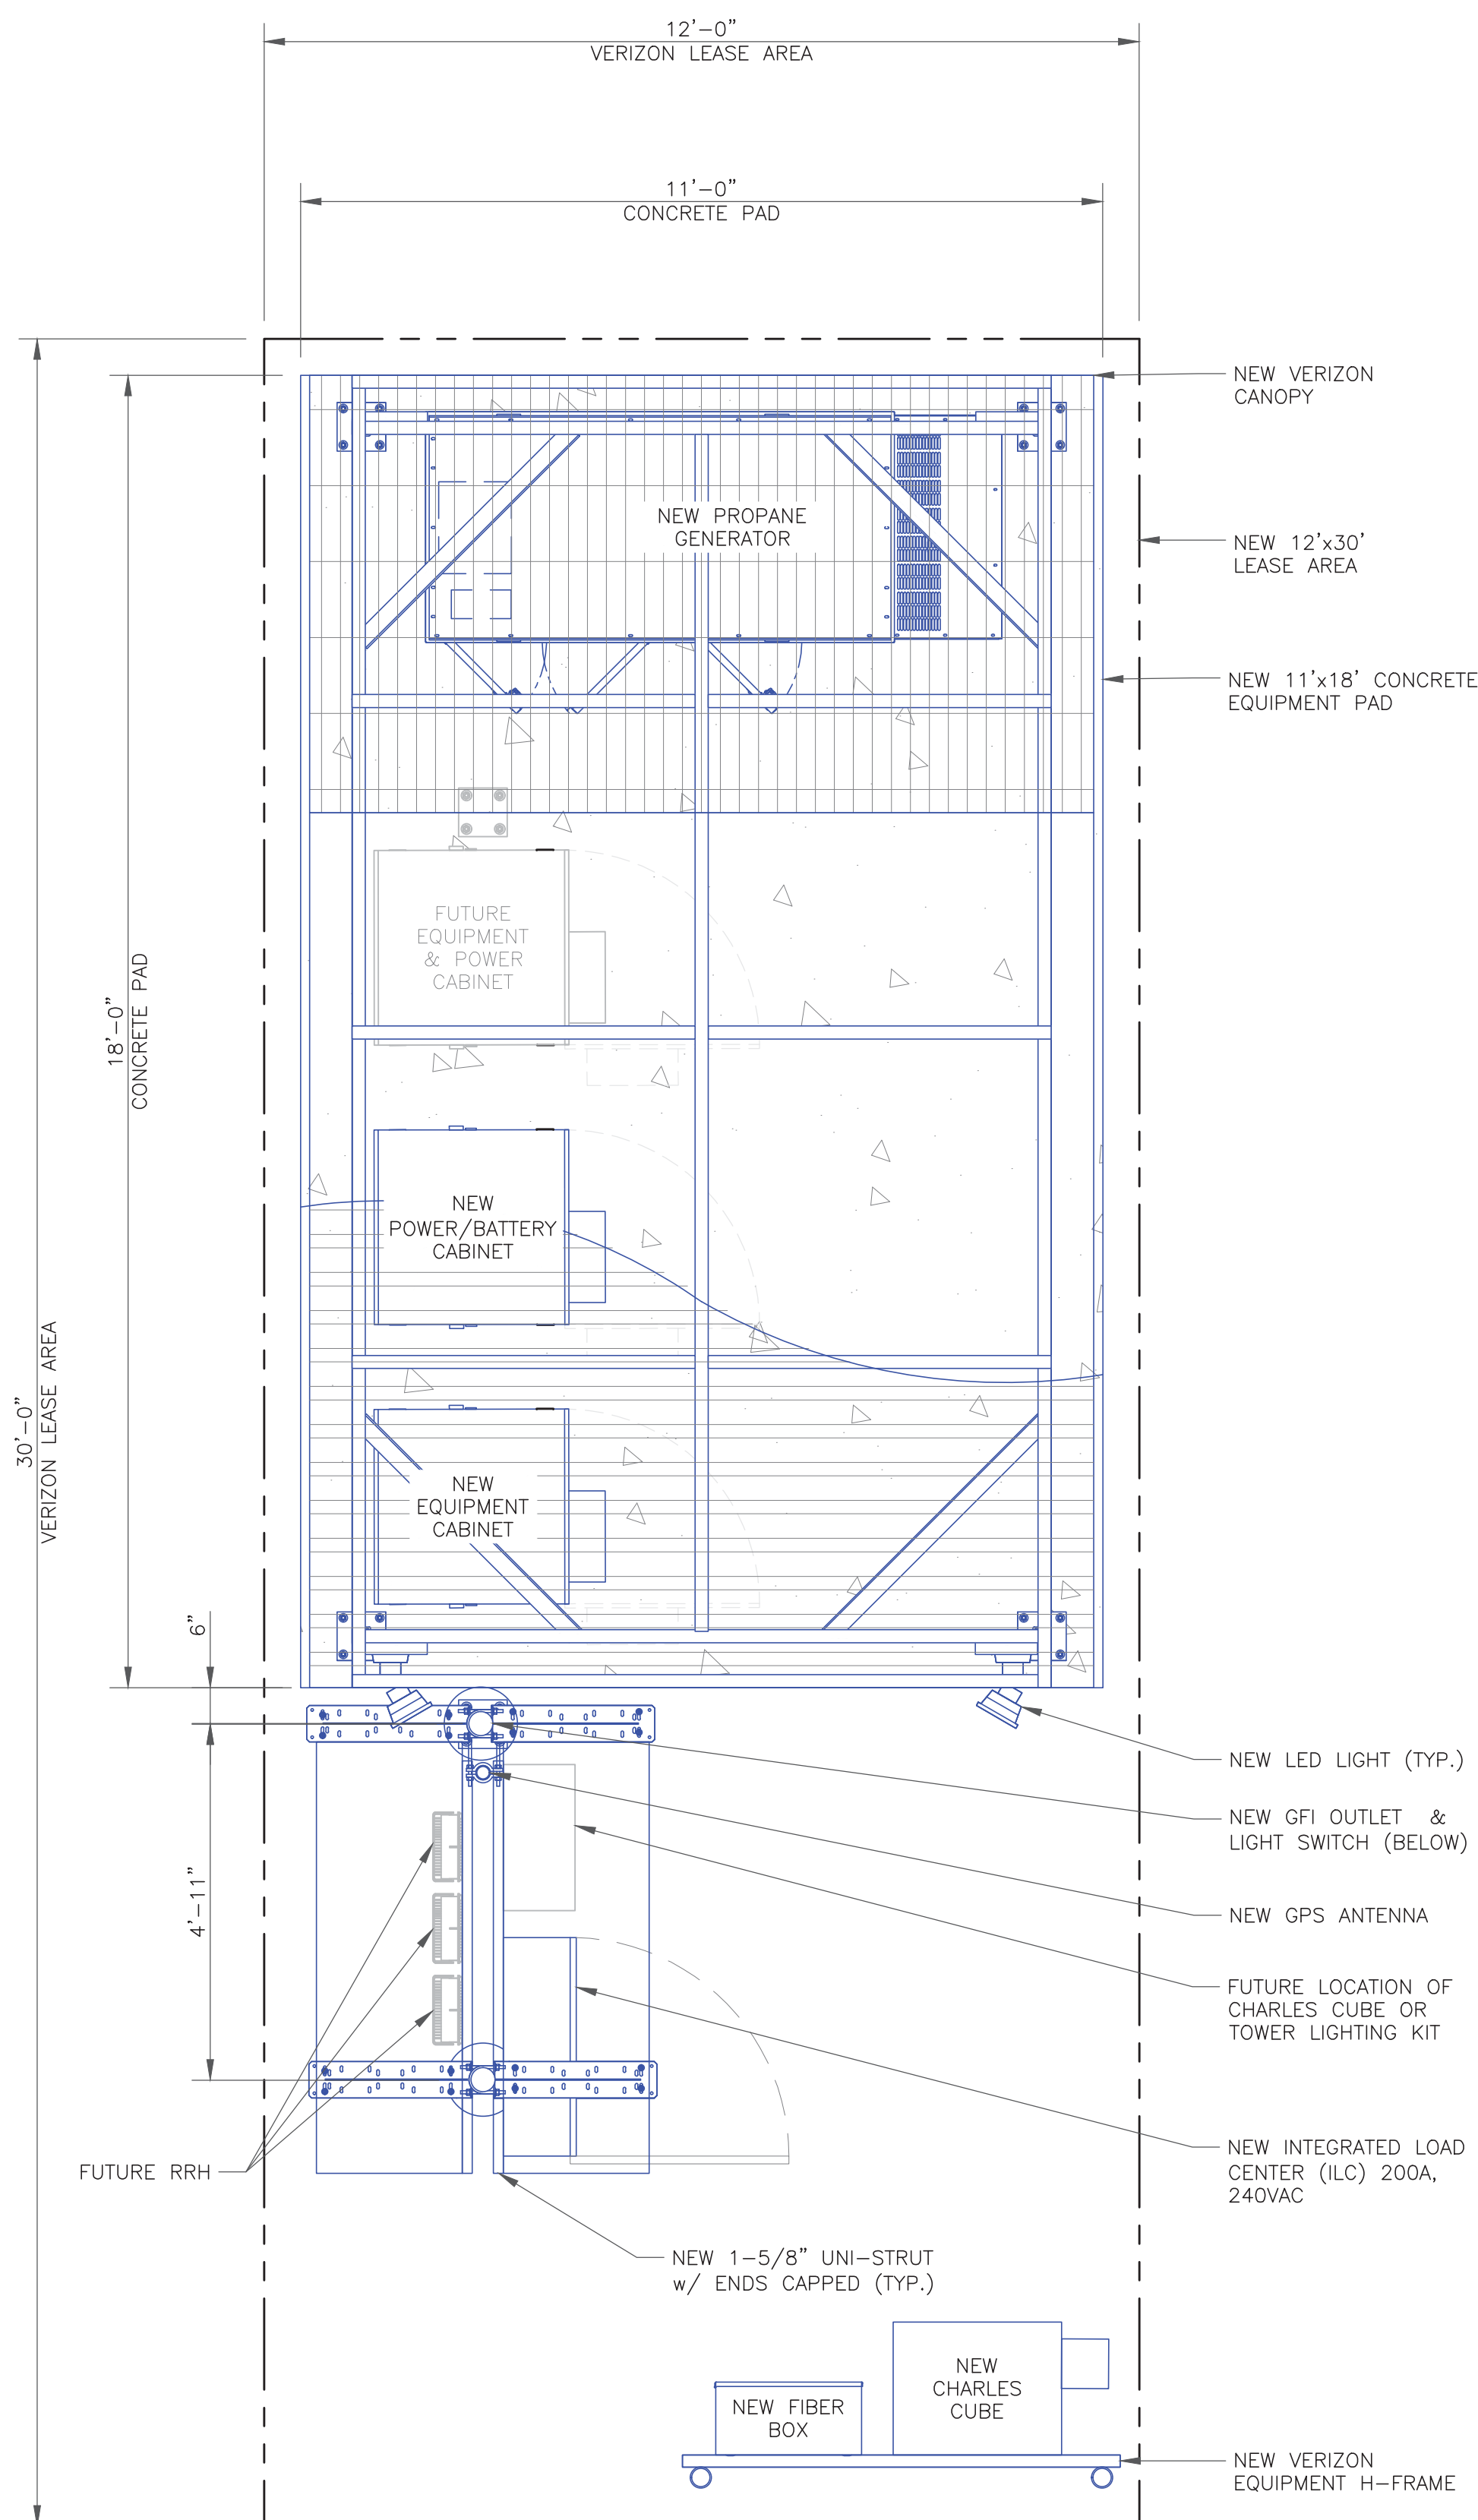 12'-0"
VERIZON LEASE AREA
11'-0"
CONCRETE PAD
NEW VERIZON
CANOPY
NEW PROPANE
GENERATOR
NEW 12'x30'
LEASE AREA
NEW 11'x18' CONCRETE
EQUIPMENT PAD
FUTURE
EQUIPMENT
& POWER
CABINET
18'-0"
CONCRETE PAD
NEW
POWER/BATTERY
CABINET
30'-0"
VERIZON LEASE AREA
NEW
EQUIPMENT
CABINET
6"
NEW LED LIGHT (TYP.)
NEW GFI OUTLET &
LIGHT SWITCH (BELOW)
4'-11"
NEW GPS ANTENNA
FUTURE LOCATION OF
CHARLES CUBE OR
TOWER LIGHTING KIT
FUTURE RRH
NEW INTEGRATED LOAD
CENTER (ILC) 200A,
240VAC
NEW 1-5/8" UNI-STRUT
w/ ENDS CAPPED (TYP.)
NEW
CHARLES
CUBE
NEW FIBER
BOX
NEW VERIZON
EQUIPMENT H-FRAME